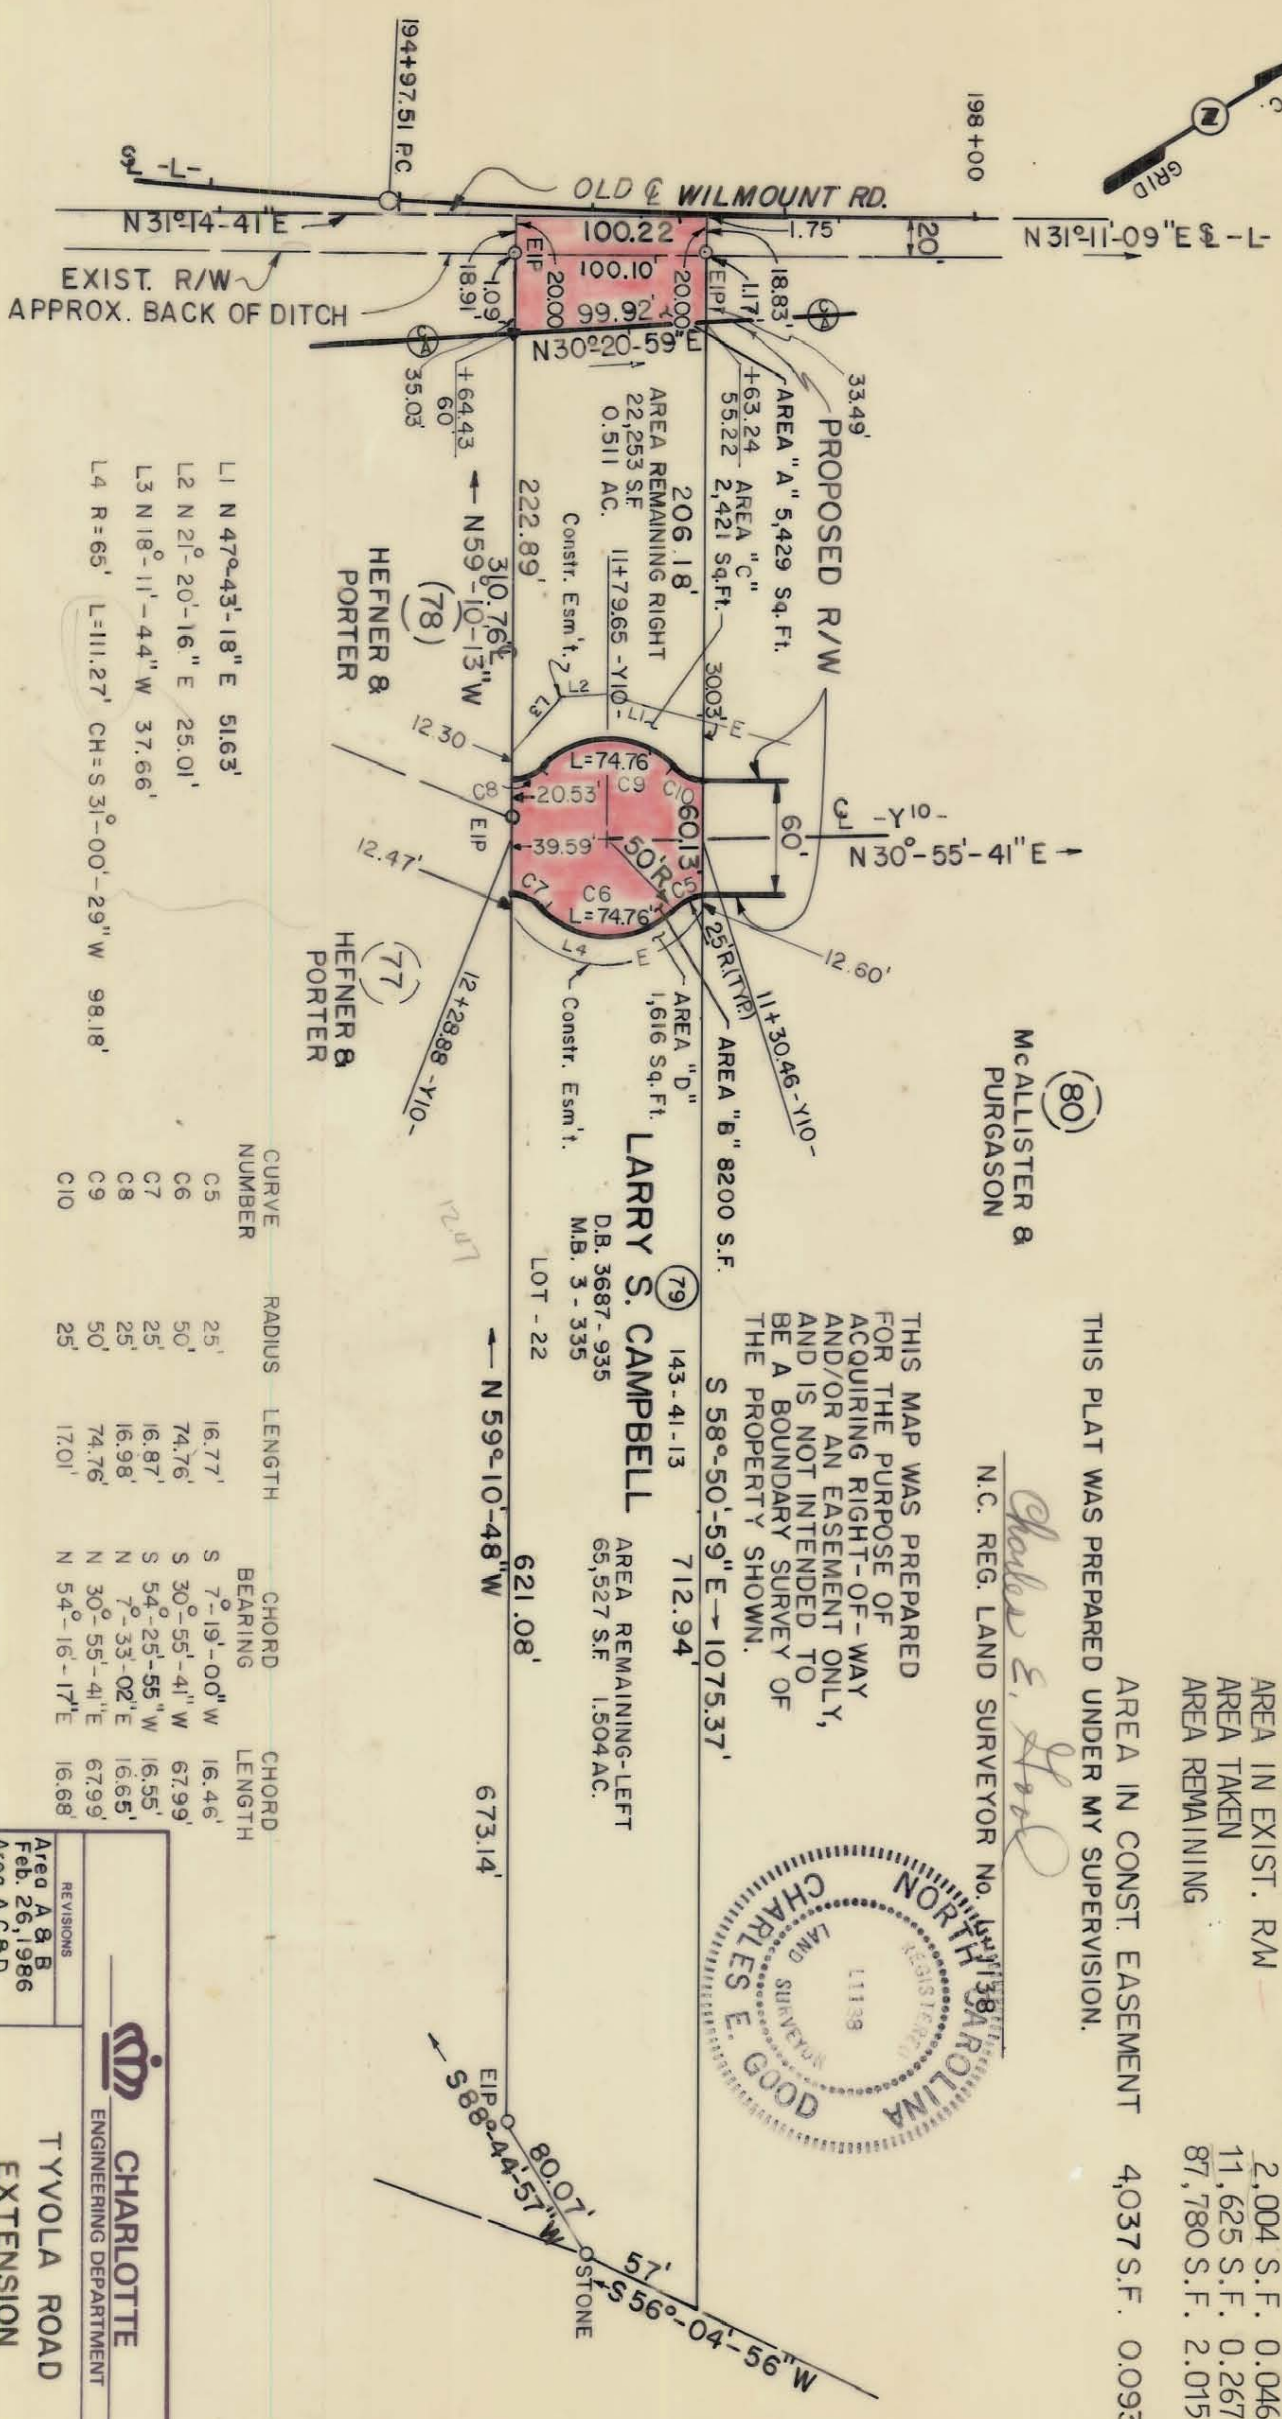 194+97.51 P.C.
198+00
N
GRID
℄ -L-
OLD ℄ WILMOUNT RD.
N31°-14'-41"E
N 31°-11'-09"E ℄ -L-
20'
EXIST. R/W
APPROX. BACK OF DITCH
100.22'
1.75'
EIP
100.10'
20.00
20.00
EIP
99.92'
1.09'
18.91'
1.17'
18.83'
C/A
C/A
N30°-20'-59"E
35.03'
+64.43
60'
33.49'
+63.24
55.22
PROPOSED R/W
AREA "A" 5,429 Sq. Ft.
AREA "C"
2,421 Sq.Ft.
206.18'
AREA REMAINING RIGHT
22,253 S.F.
0.511 AC.
11+79.65 -Y10-
Constr. Esm't.
222.89'
310.76'
N59°-10'-13"W
(78)
HEFNER &
PORTER
30.03'
E
L1
L2
L3
12.30
L=74.76
C8
C9
C10
20.53'
EIP
60.13'
60'
℄ -Y10-
N30°-55'-41"E
39.59'
50'R
12.47'
C7
C6
C5
L=74.76'
L4
E
25'R(TYP.)
12.60'
11+30.46 -Y10-
12+28.88 -Y10-
(77)
HEFNER &
PORTER
Constr. Esm't.
AREA "D"
1,616 Sq. Ft.
AREA "B" 8200 S.F.
(80)
McALLISTER &
PURGASON
LARRY S. CAMPBELL
D.B. 3687-935
M.B. 3 - 335
LOT - 22
12.47
(79)
143-41-13
S 58°-50'-59"E 1075.37'
712.94'
AREA REMAINING-LEFT
65,527 S.F. 1.504 AC.
N 59°-10'-48"W
621.08'
673.14'
EIP
80.07'
S88°-44'-57"W
STONE
57'
S 56°-04'-56"W
L1 N 47°-43'-18" E 51.63'
L2 N 21°-20'-16" E 25.01'
L3 N 18°-11'-44" W 37.66'
L4 R=65' L=111.27' CH=S 31°-00'-29" W 98.18'
CURVE NUMBER RADIUS LENGTH CHORD BEARING CHORD LENGTH
C5 25' 16.77' S 7°-19'-00" W 16.46'
C6 50' 74.76' S 30°-55'-41" W 67.99'
C7 25' 16.87' S 54°-25'-55" W 16.55'
C8 25' 16.98' N 7°-33'-02" E 16.65'
C9 50' 74.76' N 30°-55'-41" E 67.99'
C10 25' 17.01' N 54°-16'-17" E 16.68'
THIS MAP WAS PREPARED
FOR THE PURPOSE OF
ACQUIRING RIGHT-OF-WAY
AND/OR AN EASEMENT ONLY,
AND IS NOT INTENDED TO
BE A BOUNDARY SURVEY OF
THE PROPERTY SHOWN.
AREA IN EXIST. R/W 2,004 S.F. 0.046
AREA TAKEN 11,625 S.F. 0.267
AREA REMAINING 87,780 S.F. 2.015
AREA IN CONST. EASEMENT 4,037 S.F. 0.093
THIS PLAT WAS PREPARED UNDER MY SUPERVISION.
Charles E. Good
N.C. REG. LAND SURVEYOR No. L-1138
NORTH CAROLINA
REGISTERED
L1138
LAND SURVEYOR
CHARLES E. GOOD
REVISIONS
Area A & B
Feb. 26, 1986
Area A,C & D
CHARLOTTE
ENGINEERING DEPARTMENT
TYVOLA ROAD
EXTENSION